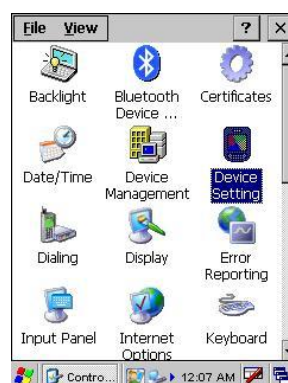 File View ? ×
Backlight
Bluetooth
Device ...
Certificates
Date/Time
Device
Management
Device
Setting
Dialing
Display
Error
Reporting
Input Panel
Internet
Options
Keyboard
Contro... 12:07 AM